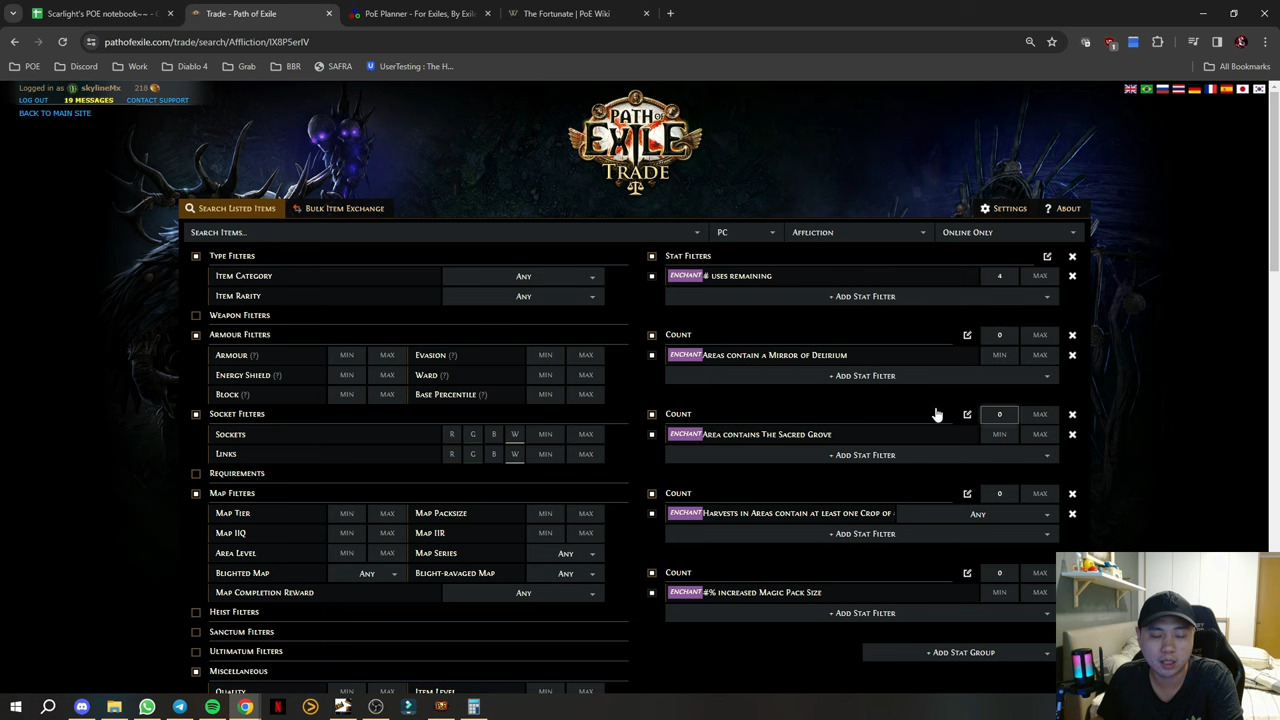 Scarlight's POE notebook~~ - G
Trade - Path of Exile
PoE Planner - For Exiles, By Exile
The Fortunate | PoE Wiki
pathofexile.com/trade/search/Affliction/IX8P5erIV
POE
Discord
Work
Diablo 4
Grab
BBR
SAFRA
UserTesting : The H...
All Bookmarks
Logged in as skylineMx 218
LOG OUT 19 MESSAGES CONTACT SUPPORT
BACK TO MAIN SITE
PATH OF EXILE
TRADE
Search Listed Items
Bulk Item Exchange
Settings
? About
Search Items...
PC
Affliction
Online Only
Type Filters
Item Category Any
Item Rarity Any
Weapon Filters
Armour Filters
Armour (?) MIN MAX Evasion (?) MIN MAX
Energy Shield (?) MIN MAX Ward (?) MIN MAX
Block (?) MIN MAX Base Percentile (?) MIN MAX
Socket Filters
Sockets R G B W MIN MAX
Links R G B W MIN MAX
Requirements
Map Filters
Map Tier MIN MAX Map Packsize MIN MAX
Map IIQ MIN MAX Map IIR MIN MAX
Area Level MIN MAX Map Series Any
Blighted Map Any Blight-ravaged Map Any
Map Completion Reward Any
Heist Filters
Sanctum Filters
Ultimatum Filters
Miscellaneous
Quality MIN MAX Item Level MIN MAX
Stat Filters
ENCHANT # uses remaining 4 MAX
+ Add Stat Filter
Count 0 MAX
ENCHANT Areas contain a Mirror of Delirium MIN MAX
+ Add Stat Filter
Count 0 MAX
ENCHANT Area contains The Sacred Grove MIN MAX
+ Add Stat Filter
Count 0 MAX
ENCHANT Harvests in Areas contain at least one Crop of Any
+ Add Stat Filter
Count 0 MAX
ENCHANT #% increased Magic Pack Size MIN MAX
+ Add Stat Filter
+ Add Stat Group